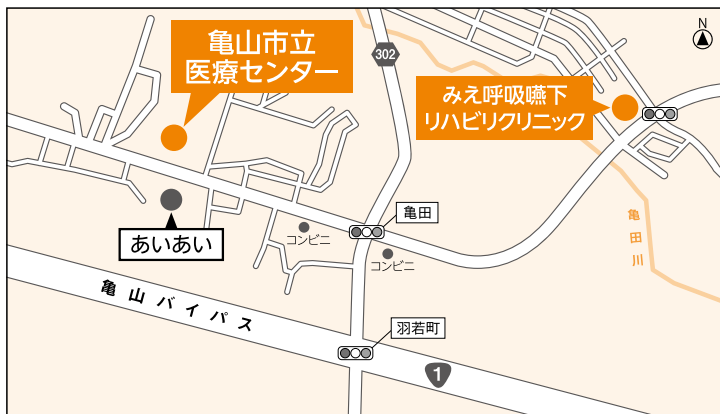 亀山市立
医療センター
302
N
みえ呼吸嚥下
リハビリクリニック
亀田
あいあい
コンビニ
コンビニ
亀田川
亀山バイパス
羽若町
1